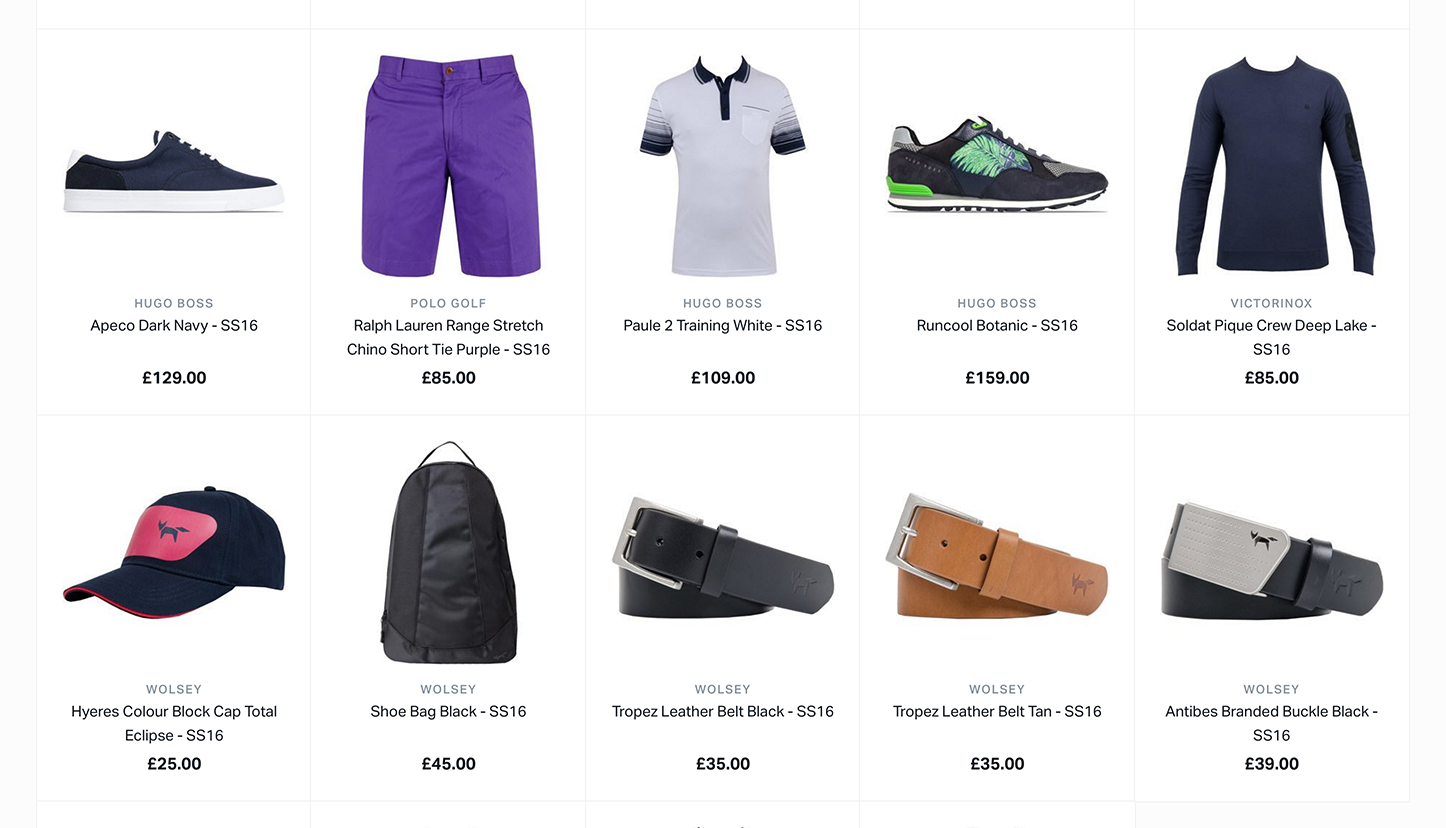 HUGO BOSS
Apeco Dark Navy - SS16
£129.00
POLO GOLF
Ralph Lauren Range Stretch
Chino Short Tie Purple - SS16
£85.00
HUGO BOSS
Paule 2 Training White - SS16
£109.00
HUGO BOSS
Runcool Botanic - SS16
£159.00
VICTORINOX
Soldat Pique Crew Deep Lake -
SS16
£85.00
WOLSEY
Hyeres Colour Block Cap Total
Eclipse - SS16
£25.00
WOLSEY
Shoe Bag Black - SS16
£45.00
WOLSEY
Tropez Leather Belt Black - SS16
£35.00
WOLSEY
Tropez Leather Belt Tan - SS16
£35.00
WOLSEY
Antibes Branded Buckle Black -
SS16
£39.00